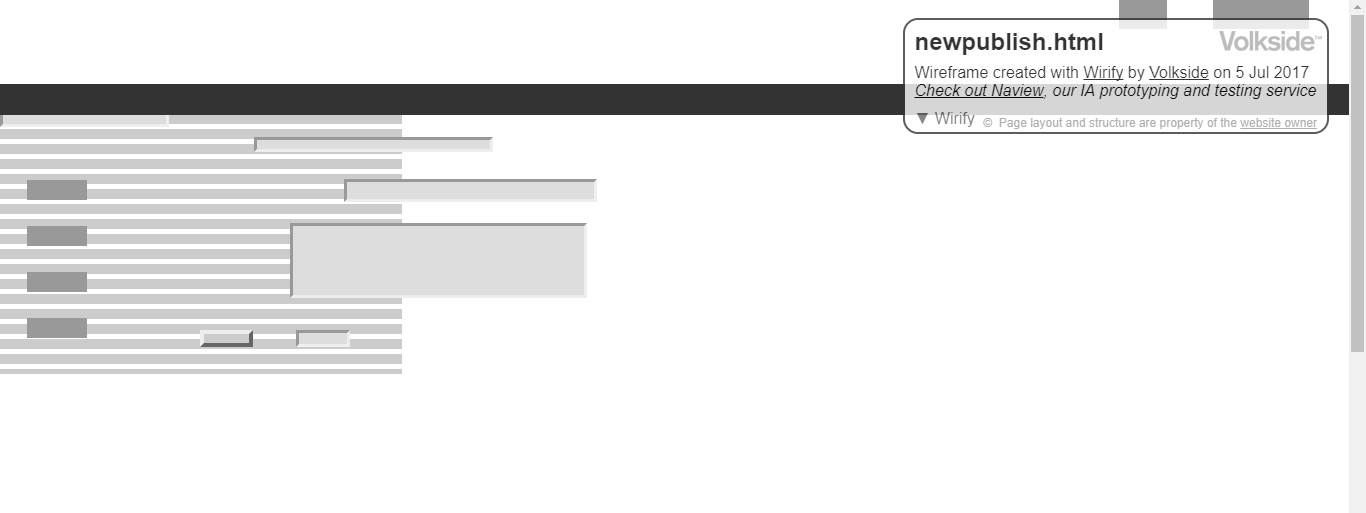 newpublish.html
Volkside™
Wireframe created with Wirify by Volkside on 5 Jul 2017
Check out Naview, our IA prototyping and testing service
▼ Wirify
© Page layout and structure are property of the website owner